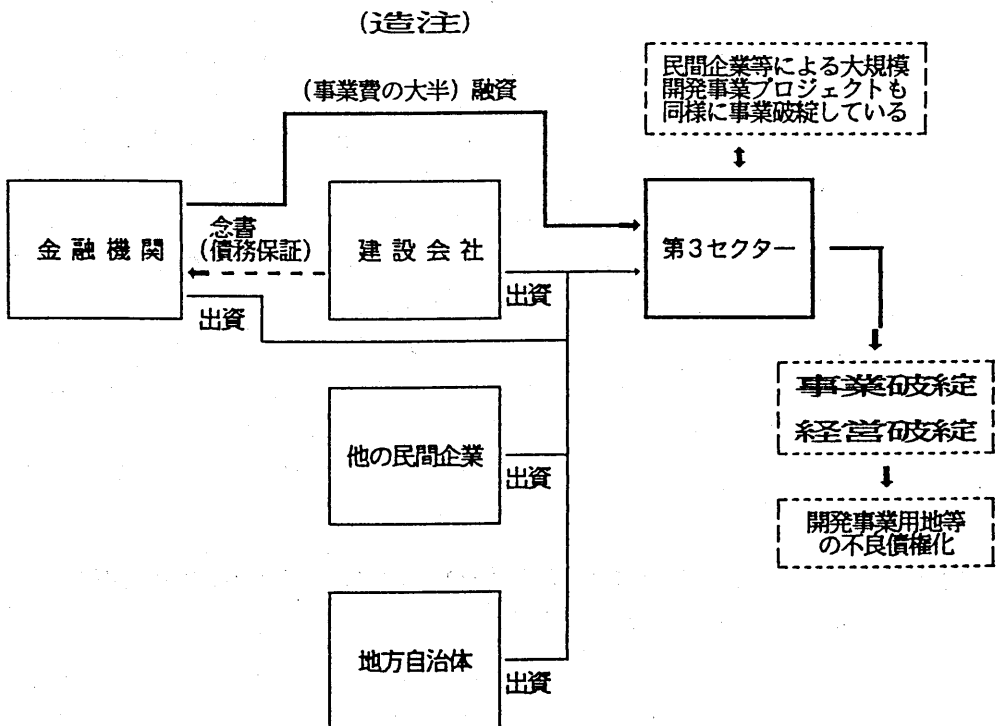 (造注)
(事業費の大半) 融資
民間企業等による大規模
開発事業プロジェクトも
同様に事業破綻している
金融機関
念書
(債務保証)
建設会社
第3セクター
出資
出資
事業破綻
経営破綻
他の民間企業
出資
開発事業用地等
の不良債権化
地方自治体
出資